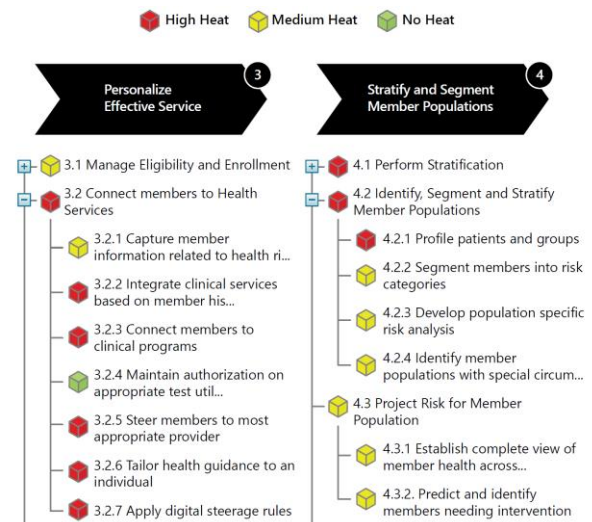 High Heat
Medium Heat
No Heat
3
Personalize
Effective Service
3.1 Manage Eligibility and Enrollment
3.2 Connect members to Health
Services
3.2.1 Capture member
information related to health ri...
3.2.2 Integrate clinical services
based on member his...
3.2.3 Connect members to
clinical programs
3.2.4 Maintain authorization on
appropriate test util...
3.2.5 Steer members to most
appropriate provider
3.2.6 Tailor health guidance to an
individual
3.2.7 Apply digital steerage rules
4
Stratify and Segment
Member Populations
4.1 Perform Stratification
4.2 Identify, Segment and Stratify
Member Populations
4.2.1 Profile patients and groups
4.2.2 Segment members into risk
categories
4.2.3 Develop population specific
risk analysis
4.2.4 Identify member
populations with special circum...
4.3 Project Risk for Member
Population
4.3.1 Establish complete view of
member health across...
4.3.2. Predict and identify
members needing intervention